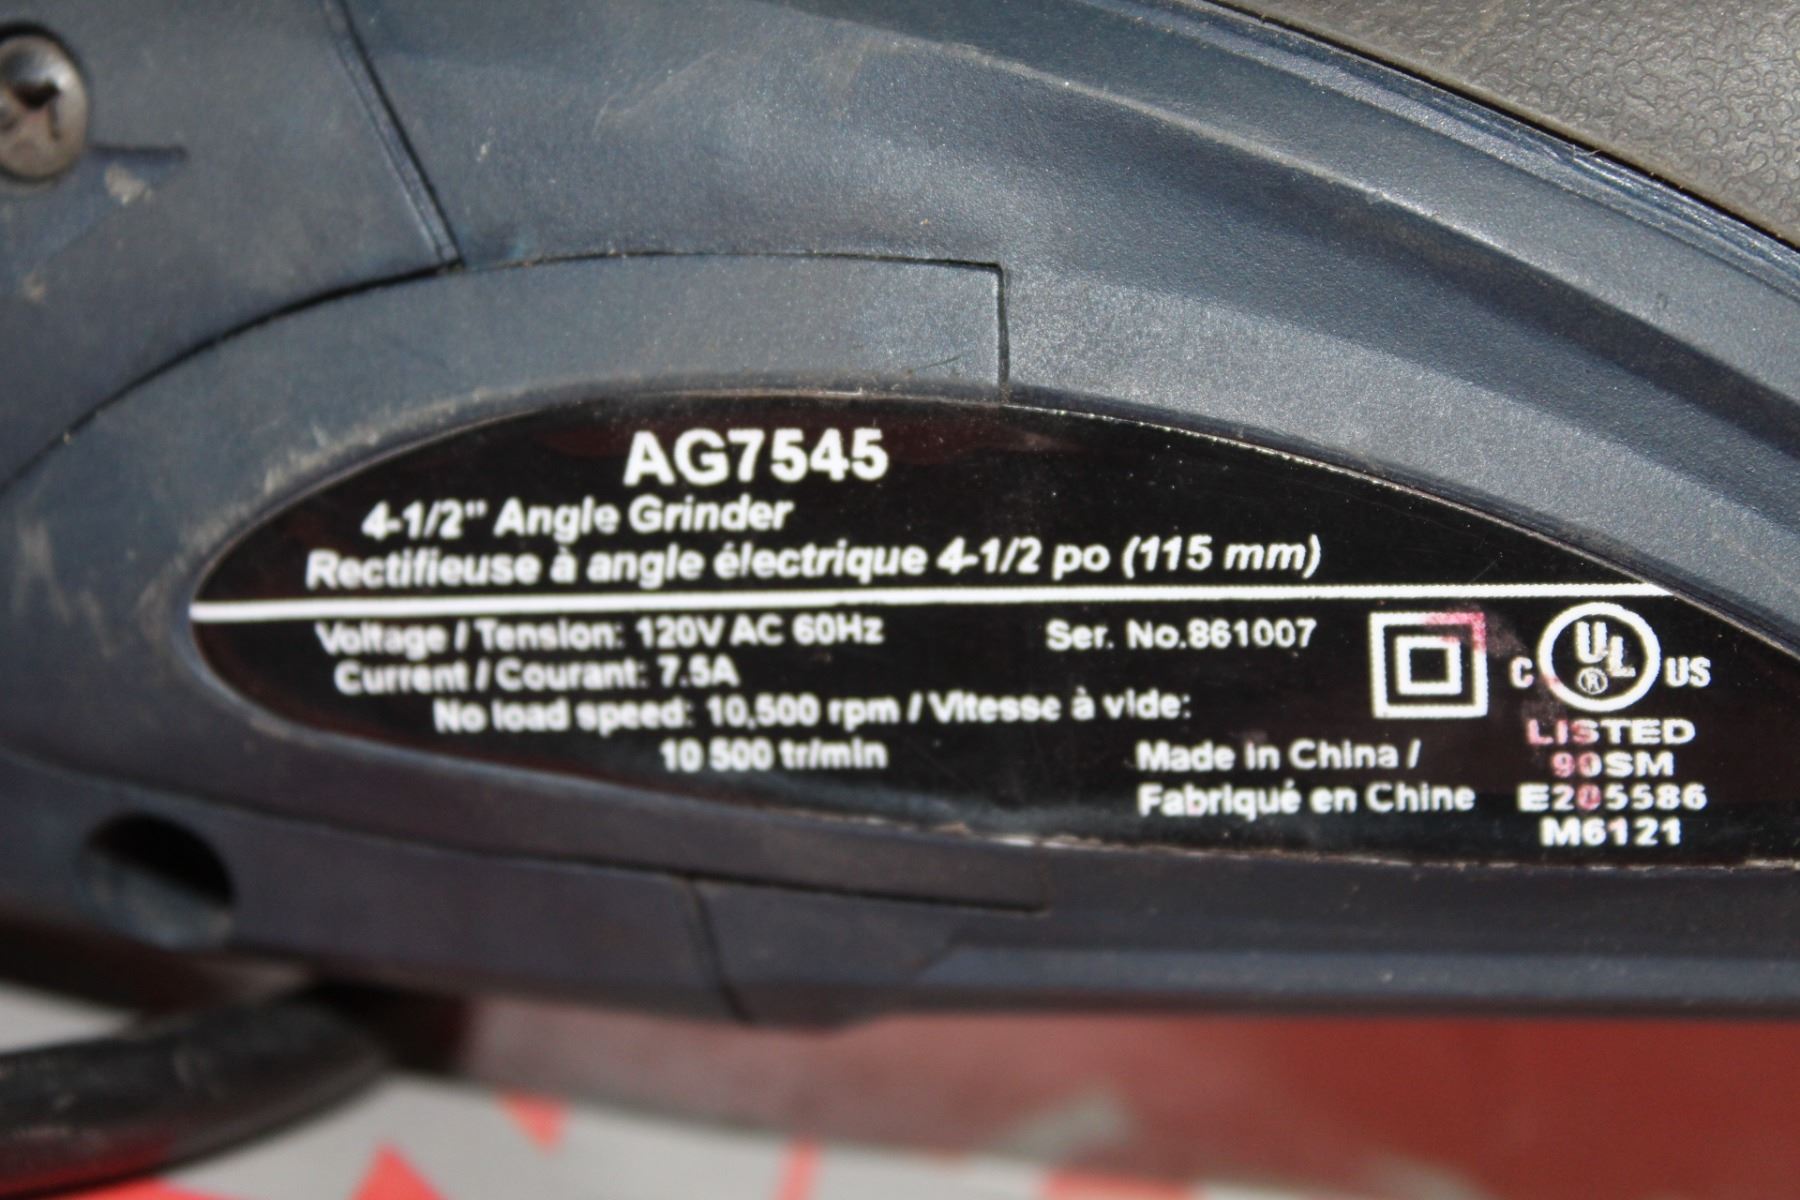 AG7545
4-1/2" Angle Grinder
Rectifieuse à angle électrique 4-1/2 po (115 mm)
Voltage / Tension: 120V AC 60Hz
Ser. No.861007
Current / Courant: 7.5A
No load speed: 10,500 rpm / Vitesse à vide:
10 500 tr/min
Made in China /
Fabriqué en Chine
C UL ® US
LISTED
90SM
E205586
M6121